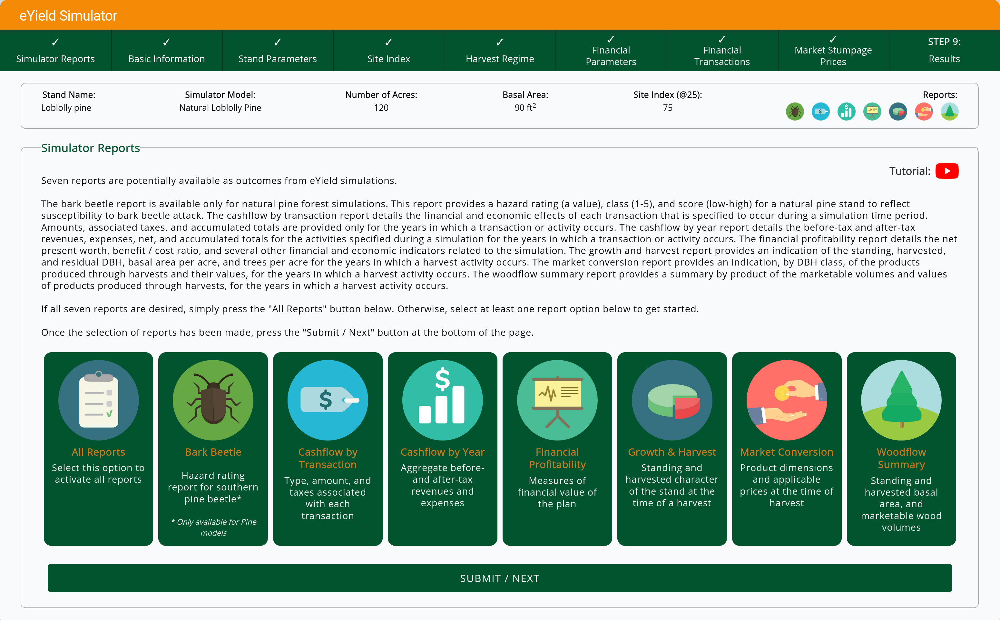 eYield Simulator
✓ ✓ ✓ ✓ ✓ ✓ ✓ ✓ STEP 9:
Simulator Reports
Basic Information
Stand Parameters
Site Index
Harvest Regime
Financial
Parameters
Financial
Transactions
Market Stumpage
Prices
Results
Stand Name:
Loblolly pine
Simulator Model:
Natural Loblolly Pine
Number of Acres:
120
Basal Area:
90 ft²
Site Index (@25):
75
Reports:
Simulator Reports
Tutorial:
Seven reports are potentially available as outcomes from eYield simulations.
The bark beetle report is available only for natural pine forest simulations. This report provides a hazard rating (a value), class (1-5), and score (low-high) for a natural pine stand to reflect
susceptibility to bark beetle attack. The cashflow by transaction report details the financial and economic effects of each transaction that is specified to occur during a simulation time period.
Amounts, associated taxes, and accumulated totals are provided only for the years in which a transaction or activity occurs. The cashflow by year report details the before-tax and after-tax
revenues, expenses, net, and accumulated totals for the activities specified during a simulation for the years in which a transaction or activity occurs. The financial profitability report details the net
present worth, benefit / cost ratio, and several other financial and economic indicators related to the simulation. The growth and harvest report provides an indication of the standing, harvested,
and residual DBH, basal area per acre, and trees per acre for the years in which a harvest activity occurs. The market conversion report provides an indication, by DBH class, of the products
produced through harvests and their values, for the years in which a harvest activity occurs. The woodflow summary report provides a summary by product of the marketable volumes and values
of products produced through harvests, for the years in which a harvest activity occurs.
If all seven reports are desired, simply press the "All Reports" button below. Otherwise, select at least one report option below to get started.
Once the selection of reports has been made, press the "Submit / Next" button at the bottom of the page.
All Reports
Select this option to
activate all reports
Bark Beetle
Hazard rating
report for southern
pine beetle*
* Only available for Pine
models
$
Cashflow by
Transaction
Type, amount, and
taxes associated
with each
transaction
$
Cashflow by Year
Aggregate before-
and after-tax
revenues and
expenses
Financial
Profitability
Measures of
financial value of
the plan
Growth & Harvest
Standing and
harvested character
of the stand at the
time of a harvest
$
Market Conversion
Product dimensions
and applicable
prices at the time of
harvest
Woodflow
Summary
Standing and
harvested basal
area, and
marketable wood
volumes
SUBMIT / NEXT